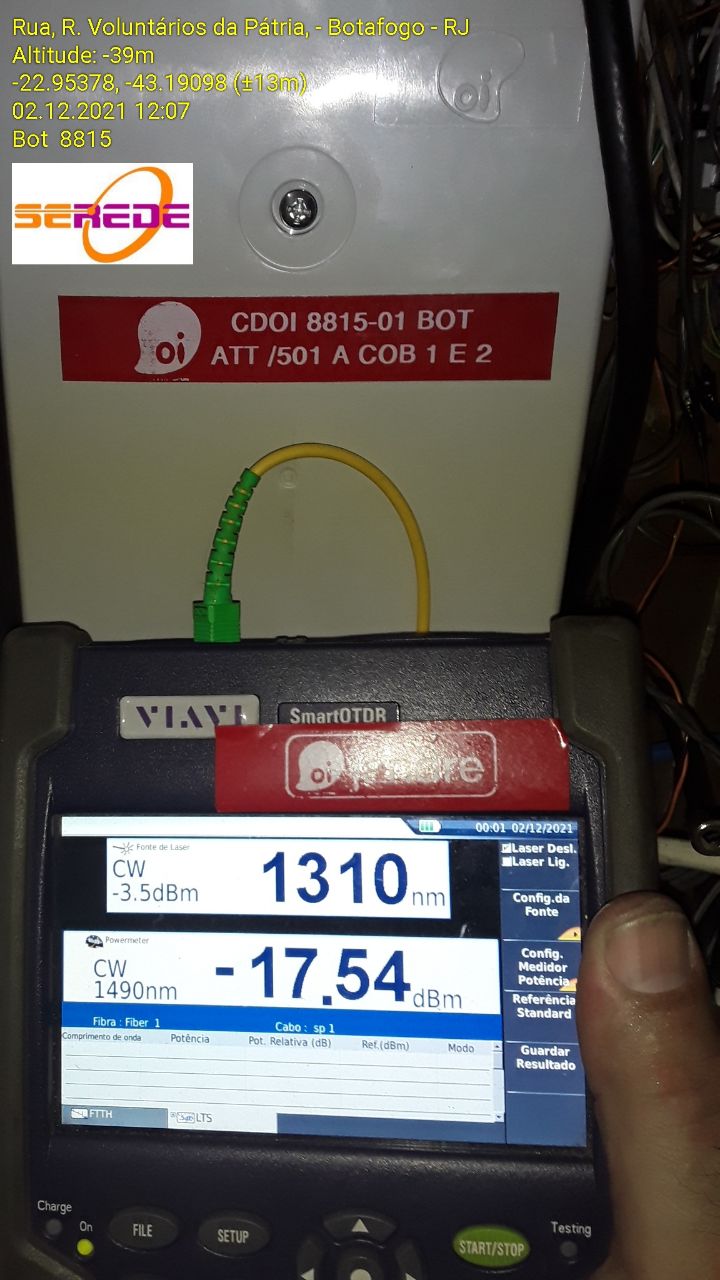 Rua, R. Voluntários da Pátria, - Botafogo - RJ
Altitude: -39m
-22.95378, -43.19098 (±13m)
02.12.2021 12:07
Bot 8815
SEREDE
oi
oi
CDOI 8815-01 BOT
ATT /501 A COB 1 E 2
VIAVI
SmartOTDR
oi
00:01 02/12/2021
Fonte de Laser
CW
-3.5dBm
1310nm
Laser Desl.
Laser Lig.
Config.da
Fonte
Powermeter
CW
1490nm
-17.54dBm
Config.
Medidor
Potência
Referência
Standard
Guardar
Resultado
Fibra : Fiber 1
Cabo : sp 1
Comprimento de onda
Potência
Pot. Relativa (dB)
Ref.(dBm)
Modo
FTTH
LTS
Charge
On
FILE
SETUP
START/STOP
Testing